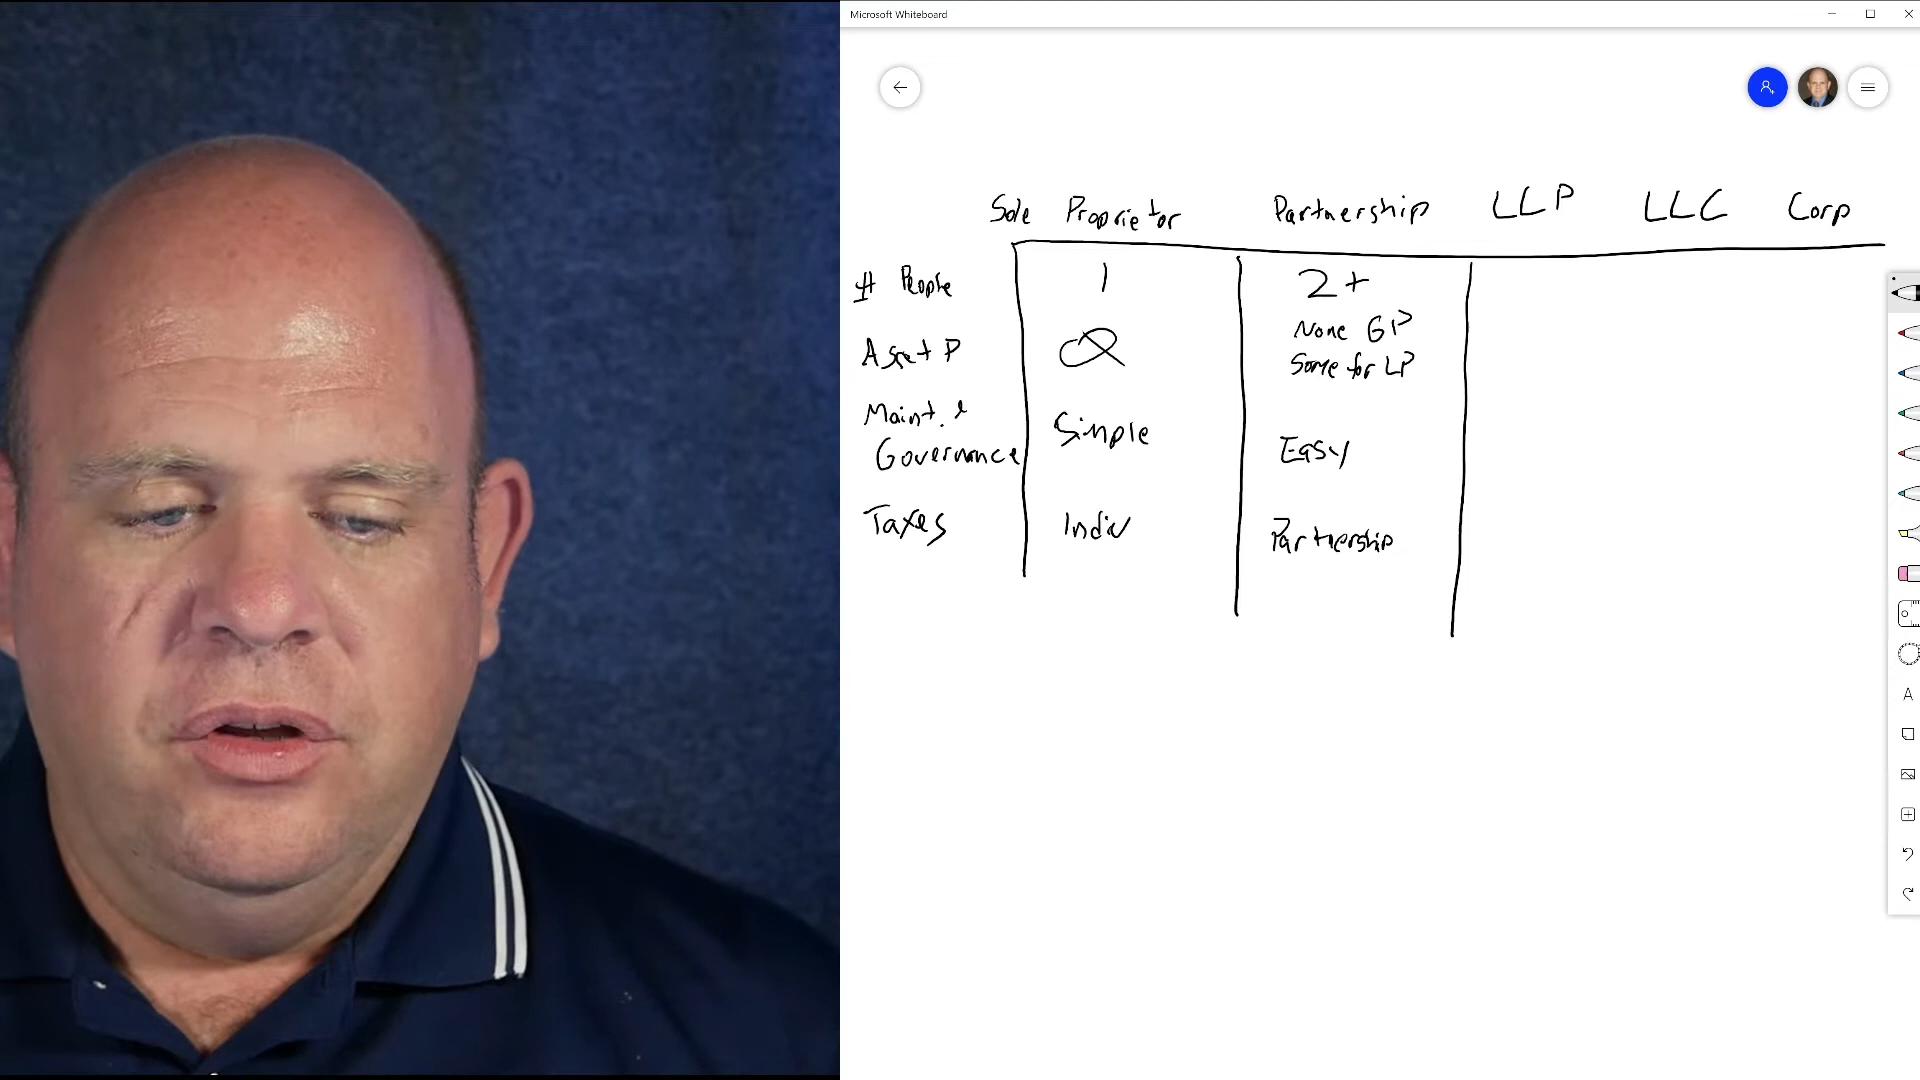 Microsoft Whiteboard
Sole Proprietor Partnership LLP LLC Corp
# People 1 2+
Asset P None GP
Some for LP
Maint. &
Governance Simple Easy
Taxes Indiv Partnership
A